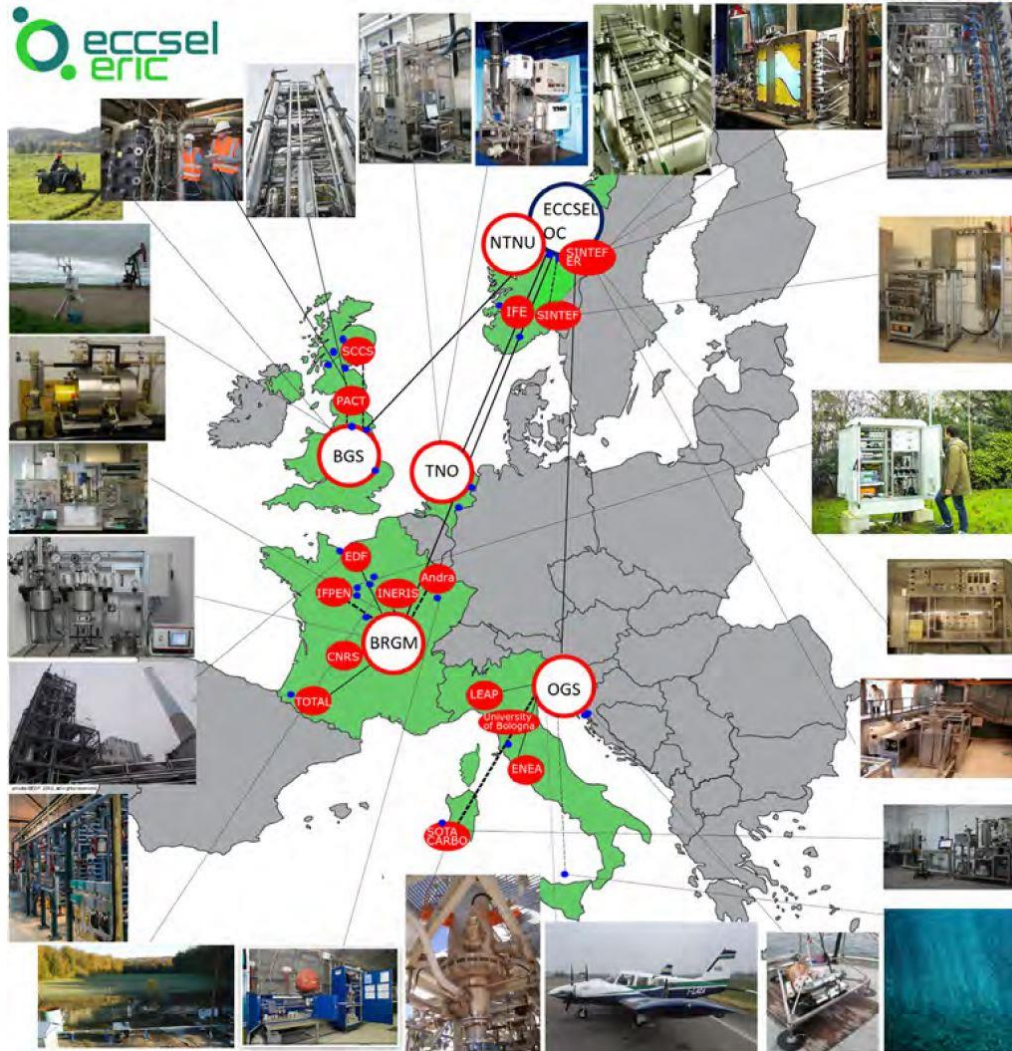 eccsel
eric
NTNU
ECCSEL
OC
SINTEF
ER
IFE
SINTEF
SCCS
PACT
BGS
TNO
EDF
IFPEN
INERIS
Andra
BRGM
CNRS
TOTAL
LEAP
OGS
University
of Bologna
ENEA
SOTA
CARBO